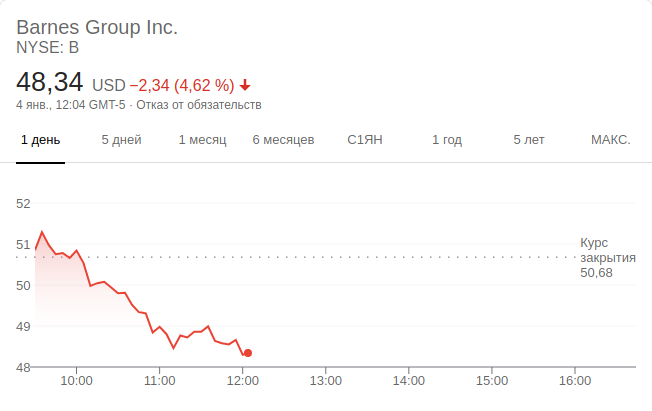 Barnes Group Inc.
NYSE: B
48,34 USD −2,34 (4,62 %)
4 янв., 12:04 GMT-5 · Отказ от обязательств
1 день 5 дней 1 месяц 6 месяцев С1ЯН 1 год 5 лет МАКС.
52
51
50
49
48
Курс
закрытия
50,68
10:00 11:00 12:00 13:00 14:00 15:00 16:00